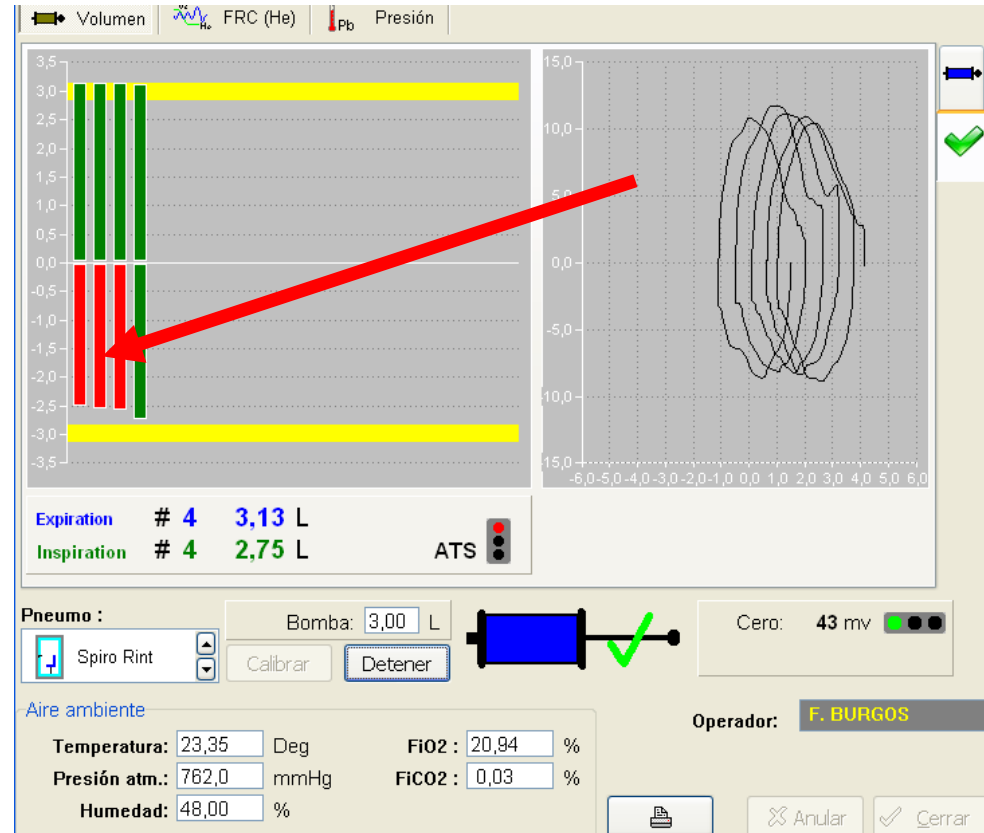 Volumen FRC (He) Pb Presión
3,5
3,0
2,5
2,0
1,5
1,0
0,5
0,0
-0,5
-1,0
-1,5
-2,0
-2,5
-3,0
-3,5
15,0
10,0
5,0
0,0
-5,0
10,0
15,0
-6,0 -5,0 -4,0 -3,0 -2,0 -1,0 0,0 1,0 2,0 3,0 4,0 5,0 6,0
Expiration # 4 3,13 L
Inspiration # 4 2,75 L ATS
Pneumo :
Spiro Rint
Bomba: 3,00 L
Calibrar Detener
Cero: 43 mv
Aire ambiente
Operador: F. BURGOS
Temperatura: 23,35 Deg FiO2 : 20,94 %
Presión atm.: 762,0 mmHg FiCO2 : 0,03 %
Humedad: 48,00 %
Anular Cerrar